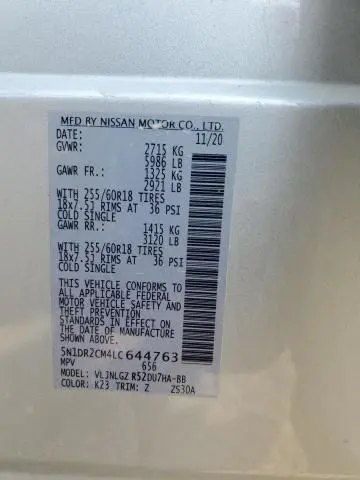 MFD BY NISSAN MOTOR CO., LTD.
DATE: 11/20
GVWR: 2715 KG
5986 LB
GAWR FR.: 1325 KG
2921 LB
WITH 255/60R18 TIRES
18x7.5J RIMS AT 36 PSI
COLD SINGLE
GAWR RR.: 1415 KG
3120 LB
WITH 255/60R18 TIRES
18x7.5J RIMS AT 36 PSI
COLD SINGLE
THIS VEHICLE CONFORMS TO
ALL APPLICABLE FEDERAL
MOTOR VEHICLE SAFETY AND
THEFT PREVENTION
STANDARDS IN EFFECT ON
THE DATE OF MANUFACTURE
SHOWN ABOVE.
5N1DR2CM4LC644763
MPV 656
MODEL: VLJNLGZ R52DU7HA-BB
COLOR: K23 TRIM: Z ZS30A